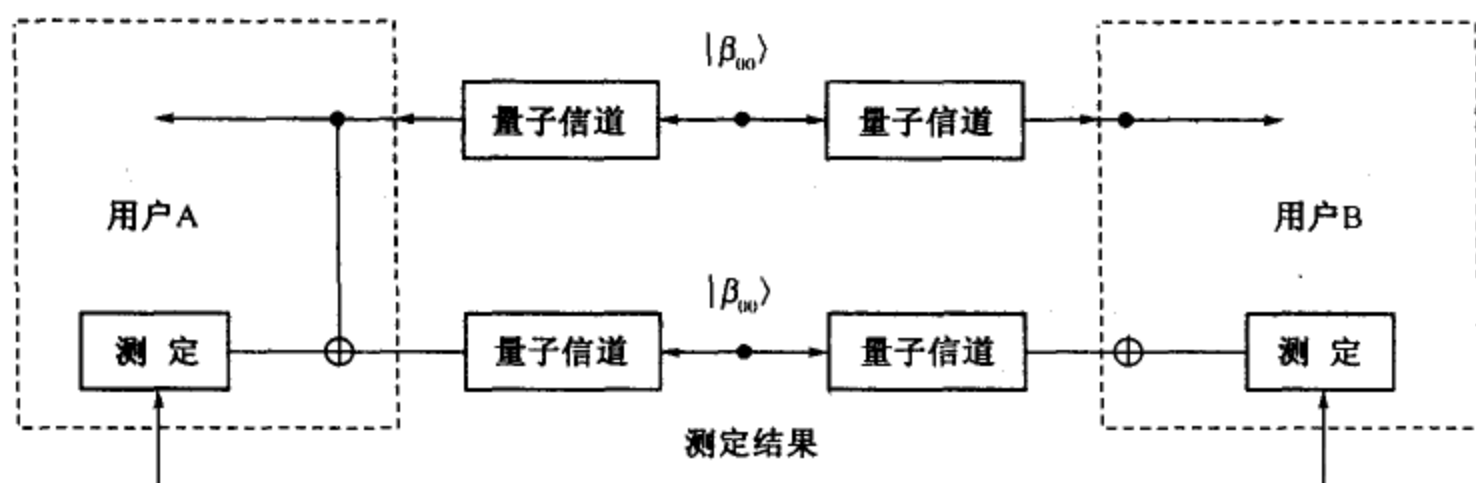 |β₀₀⟩
量子信道 量子信道
用户A 用户B
|β₀₀⟩
测 定 量子信道 量子信道 测 定
测定结果